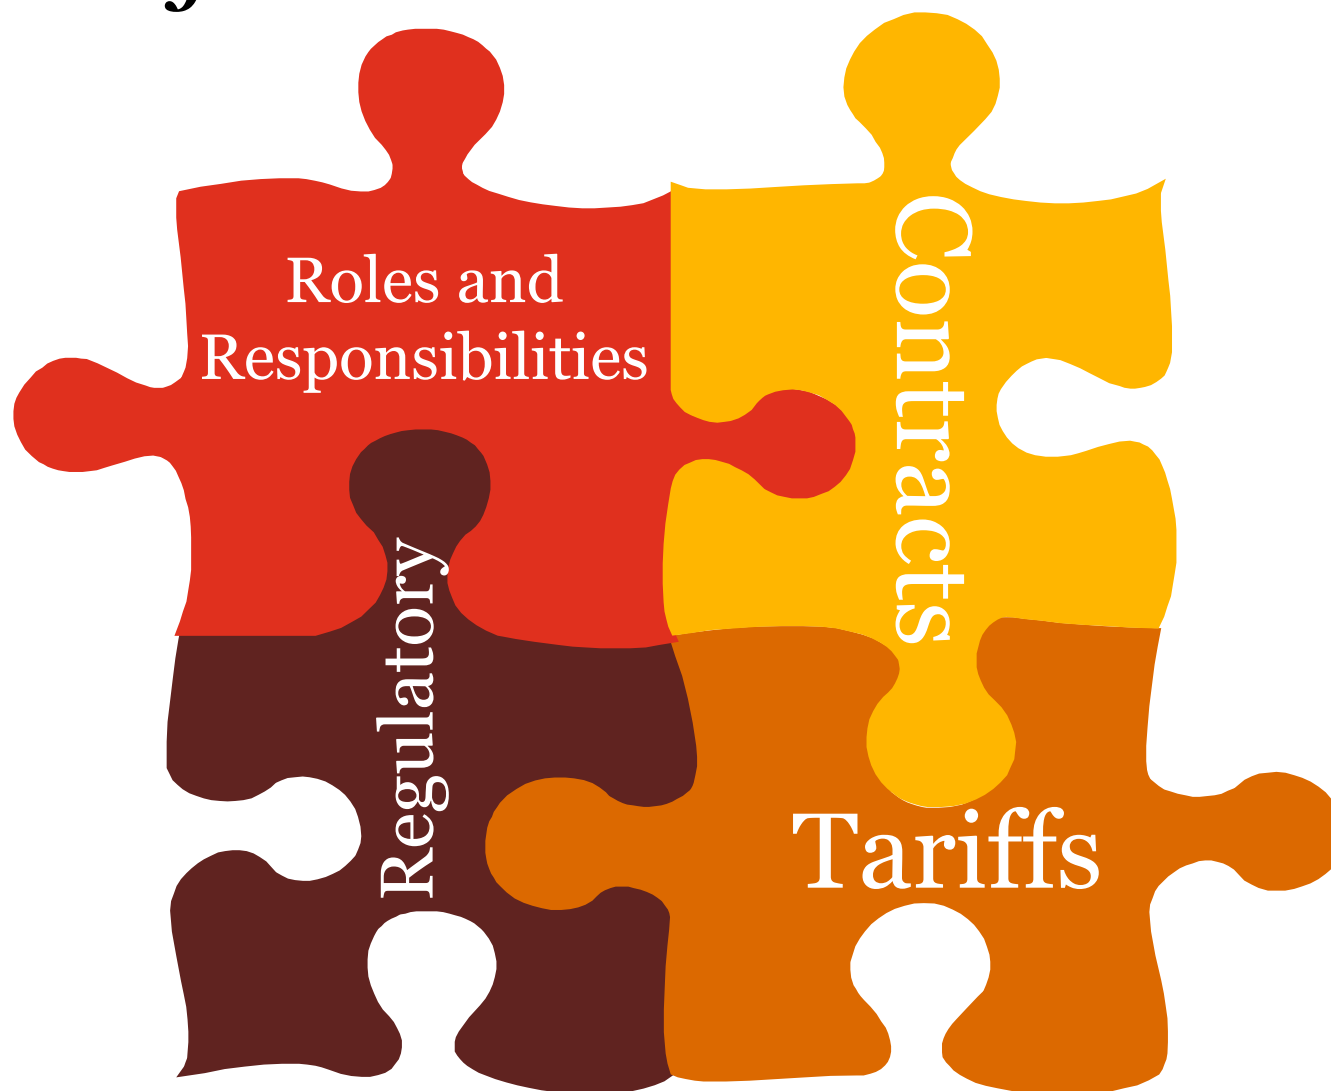 Roles and
Responsibilities
Contracts
Regulatory
Tariffs